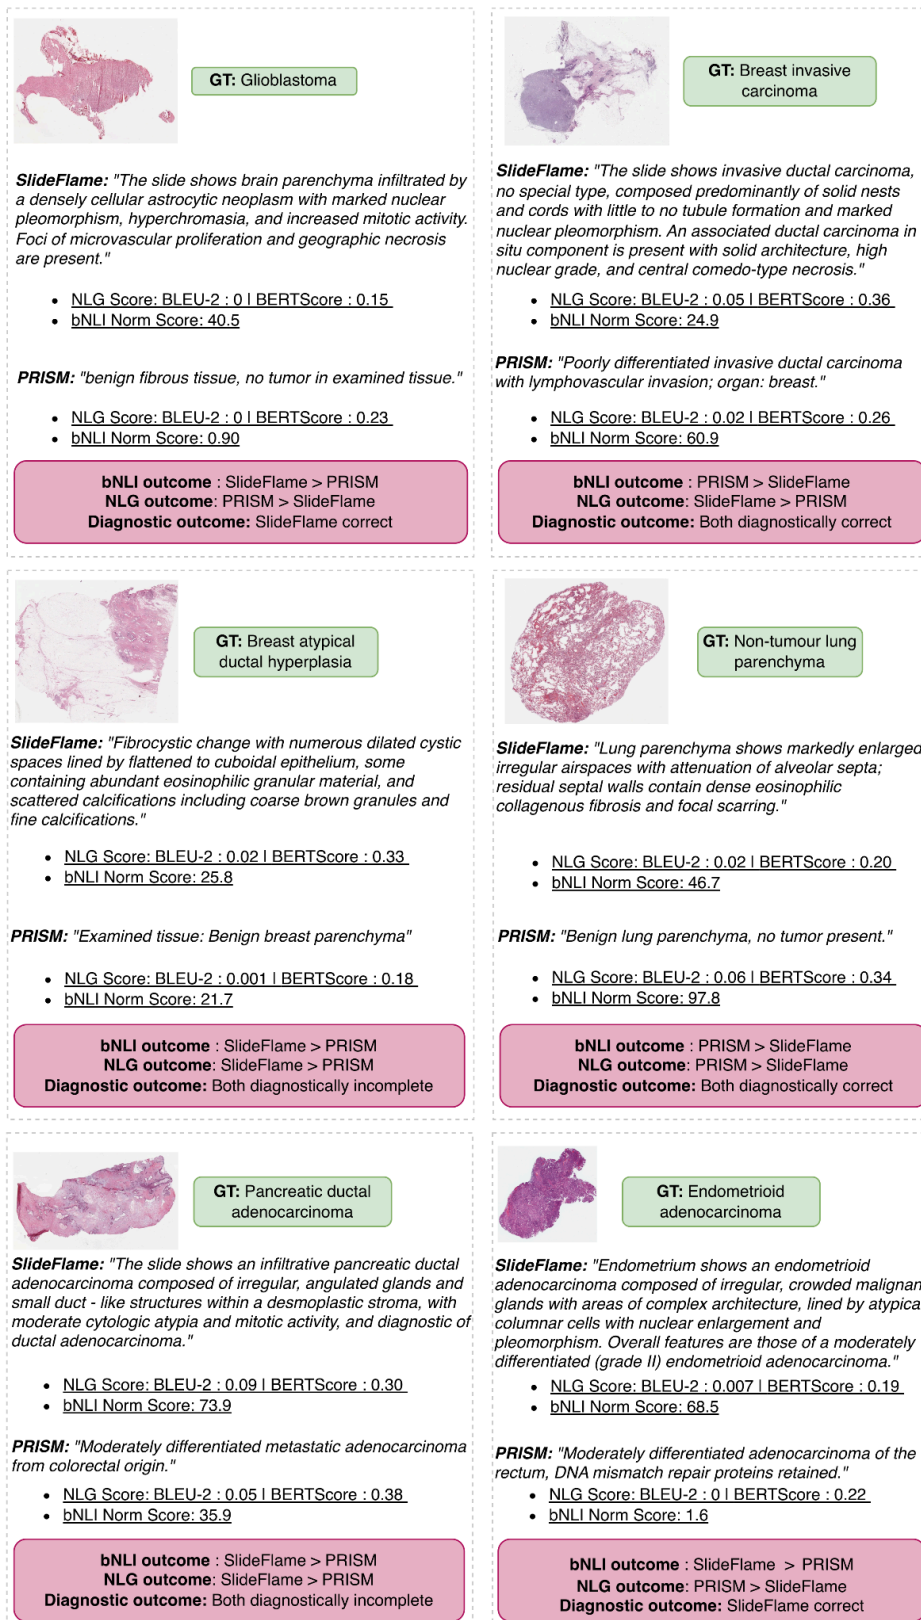 GT: Glioblastoma
SlideFlame: "The slide shows brain parenchyma infiltrated by
a densely cellular astrocytic neoplasm with marked nuclear
pleomorphism, hyperchromasia, and increased mitotic activity.
Foci of microvascular proliferation and geographic necrosis
are present."
• NLG Score: BLEU-2 : 0 | BERTScore : 0.15
• bNLI Norm Score: 40.5
PRISM: "benign fibrous tissue, no tumor in examined tissue."
• NLG Score: BLEU-2 : 0 | BERTScore : 0.23
• bNLI Norm Score: 0.90
bNLI outcome : SlideFlame > PRISM
NLG outcome: PRISM > SlideFlame
Diagnostic outcome: SlideFlame correct
GT: Breast invasive
carcinoma
SlideFlame: "The slide shows invasive ductal carcinoma,
no special type, composed predominantly of solid nests
and cords with little to no tubule formation and marked
nuclear pleomorphism. An associated ductal carcinoma in
situ component is present with solid architecture, high
nuclear grade, and central comedo-type necrosis."
• NLG Score: BLEU-2 : 0.05 | BERTScore : 0.36
• bNLI Norm Score: 24.9
PRISM: "Poorly differentiated invasive ductal carcinoma
with lymphovascular invasion; organ: breast."
• NLG Score: BLEU-2 : 0.02 | BERTScore : 0.26
• bNLI Norm Score: 60.9
bNLI outcome : PRISM > SlideFlame
NLG outcome: SlideFlame > PRISM
Diagnostic outcome: Both diagnostically correct
GT: Breast atypical
ductal hyperplasia
SlideFlame: "Fibrocystic change with numerous dilated cystic
spaces lined by flattened to cuboidal epithelium, some
containing abundant eosinophilic granular material, and
scattered calcifications including coarse brown granules and
fine calcifications."
• NLG Score: BLEU-2 : 0.02 | BERTScore : 0.33
• bNLI Norm Score: 25.8
PRISM: "Examined tissue: Benign breast parenchyma"
• NLG Score: BLEU-2 : 0.001 | BERTScore : 0.18
• bNLI Norm Score: 21.7
bNLI outcome : SlideFlame > PRISM
NLG outcome: SlideFlame > PRISM
Diagnostic outcome: Both diagnostically incomplete
GT: Non-tumour lung
parenchyma
SlideFlame: "Lung parenchyma shows markedly enlarged
irregular airspaces with attenuation of alveolar septa;
residual septal walls contain dense eosinophilic
collagenous fibrosis and focal scarring."
• NLG Score: BLEU-2 : 0.02 | BERTScore : 0.20
• bNLI Norm Score: 46.7
PRISM: "Benign lung parenchyma, no tumor present."
• NLG Score: BLEU-2 : 0.06 | BERTScore : 0.34
• bNLI Norm Score: 97.8
bNLI outcome : PRISM > SlideFlame
NLG outcome: PRISM > SlideFlame
Diagnostic outcome: Both diagnostically correct
GT: Pancreatic ductal
adenocarcinoma
SlideFlame: "The slide shows an infiltrative pancreatic ductal
adenocarcinoma composed of irregular, angulated glands and
small duct - like structures within a desmoplastic stroma, with
moderate cytologic atypia and mitotic activity, and diagnostic of
ductal adenocarcinoma."
• NLG Score: BLEU-2 : 0.09 | BERTScore : 0.30
• bNLI Norm Score: 73.9
PRISM: "Moderately differentiated metastatic adenocarcinoma
from colorectal origin."
• NLG Score: BLEU-2 : 0.05 | BERTScore : 0.38
• bNLI Norm Score: 35.9
bNLI outcome : SlideFlame > PRISM
NLG outcome: SlideFlame > PRISM
Diagnostic outcome: Both diagnostically incomplete
GT: Endometrioid
adenocarcinoma
SlideFlame: "Endometrium shows an endometrioid
adenocarcinoma composed of irregular, crowded malignan
glands with areas of complex architecture, lined by atypica
columnar cells with nuclear enlargement and
pleomorphism. Overall features are those of a moderately
differentiated (grade II) endometrioid adenocarcinoma."
• NLG Score: BLEU-2 : 0.007 | BERTScore : 0.19
• bNLI Norm Score: 68.5
PRISM: "Moderately differentiated adenocarcinoma of the
rectum, DNA mismatch repair proteins retained."
• NLG Score: BLEU-2 : 0 | BERTScore : 0.22
• bNLI Norm Score: 1.6
bNLI outcome : SlideFlame > PRISM
NLG outcome: PRISM > SlideFlame
Diagnostic outcome: SlideFlame correct